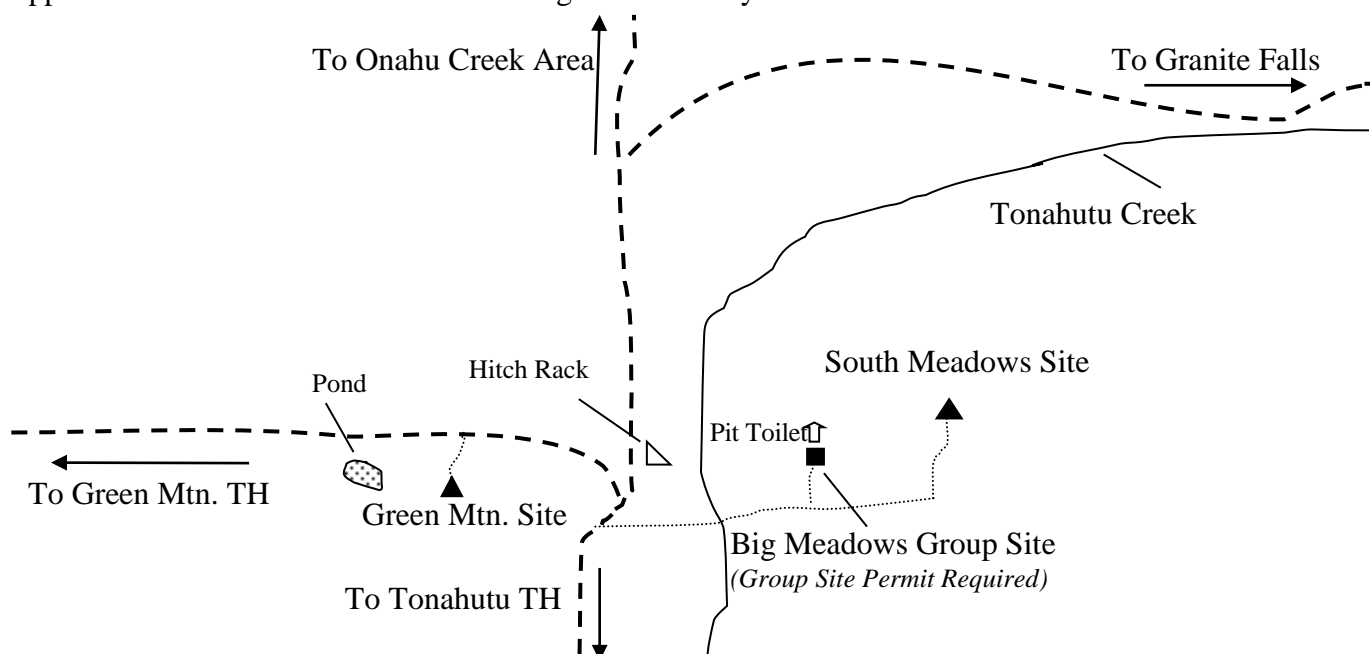 To Onahu Creek Area
To Granite Falls
Tonahutu Creek
South Meadows Site
Hitch Rack
Pond
Pit Toilet
To Green Mtn. TH
Green Mtn. Site
Big Meadows Group Site
(Group Site Permit Required)
To Tonahutu TH